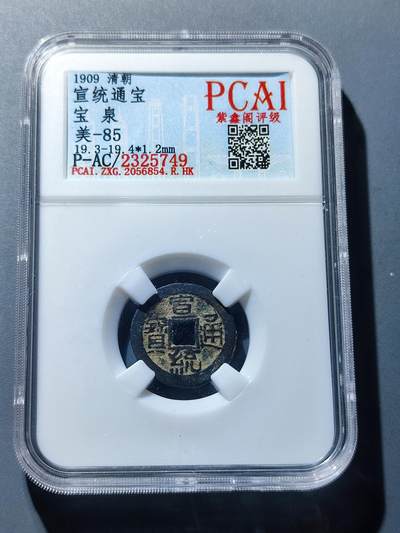 1909 清朝
宣统通宝
宝 泉
美-85
19.3-19.4*1.2mm
P-AC/2325749
PCAI.ZXG.2056854.R.HK
PCAI
紫鑫阁评级
宣
統
通
寶